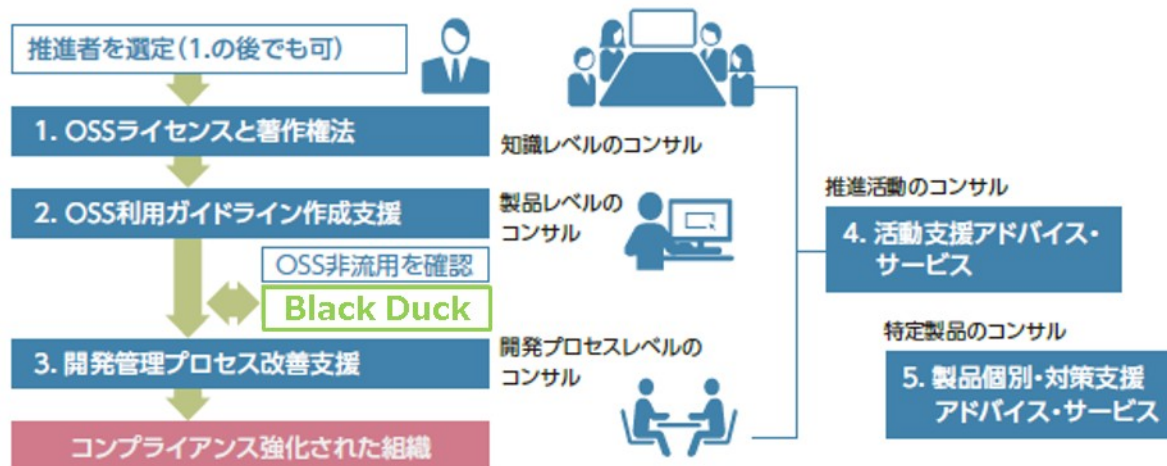 推進者を選定(1.の後でも可)
1. OSSライセンスと著作権法
知識レベルのコンサル
2. OSS利用ガイドライン作成支援
製品レベルの
コンサル
OSS非流用を確認
Black Duck
3. 開発管理プロセス改善支援
開発プロセスレベルの
コンサル
コンプライアンス強化された組織
推進活動のコンサル
4. 活動支援アドバイス・
サービス
特定製品のコンサル
5. 製品個別・対策支援
アドバイス・サービス